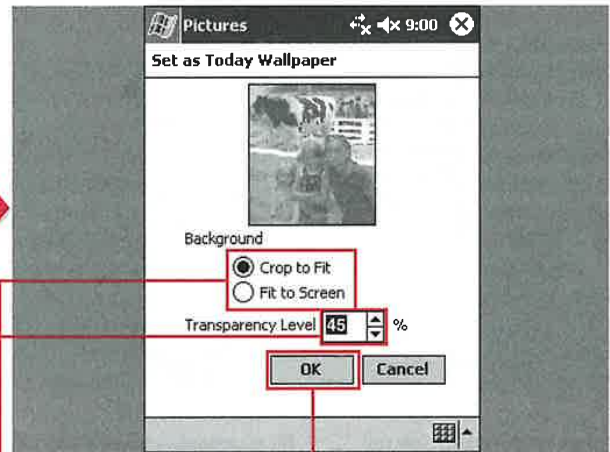 Pictures 9:00
Set as Today Wallpaper
Background
Crop to Fit
Fit to Screen
Transparency Level 45 %
OK Cancel